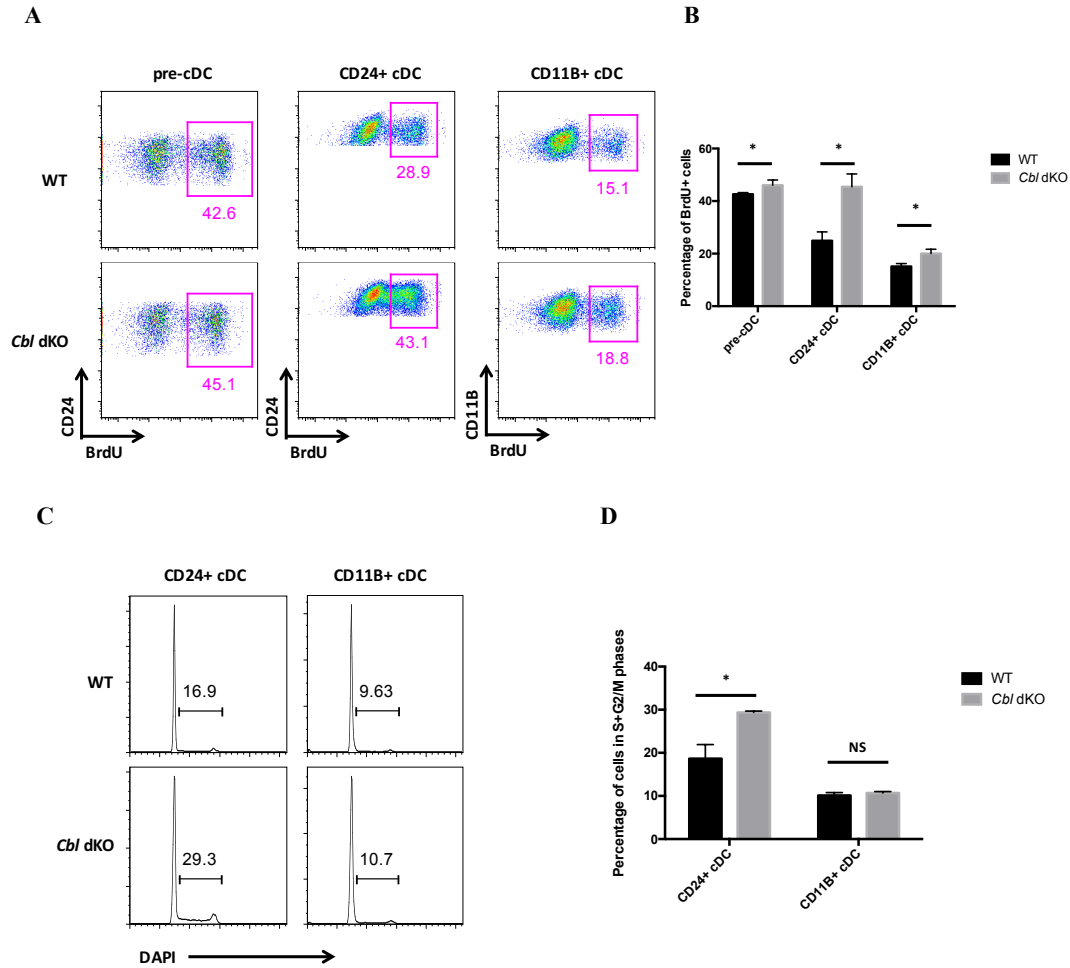 A
pre-cDC
CD24+ cDC
CD11B+ cDC
WT
42.6
28.9
15.1
Cbl dKO
45.1
43.1
18.8
CD24
CD24
CD11B
BrdU
BrdU
BrdU
B
Percentage of BrdU+ cells
60
40
20
0
*
*
*
WT
Cbl dKO
pre-cDC
CD24+ cDC
CD11B+ cDC
C
CD24+ cDC
CD11B+ cDC
WT
16.9
9.63
Cbl dKO
29.3
10.7
DAPI
D
Percentage of cells in S+G2/M phases
40
30
20
10
0
*
NS
WT
Cbl dKO
CD24+ cDC
CD11B+ cDC